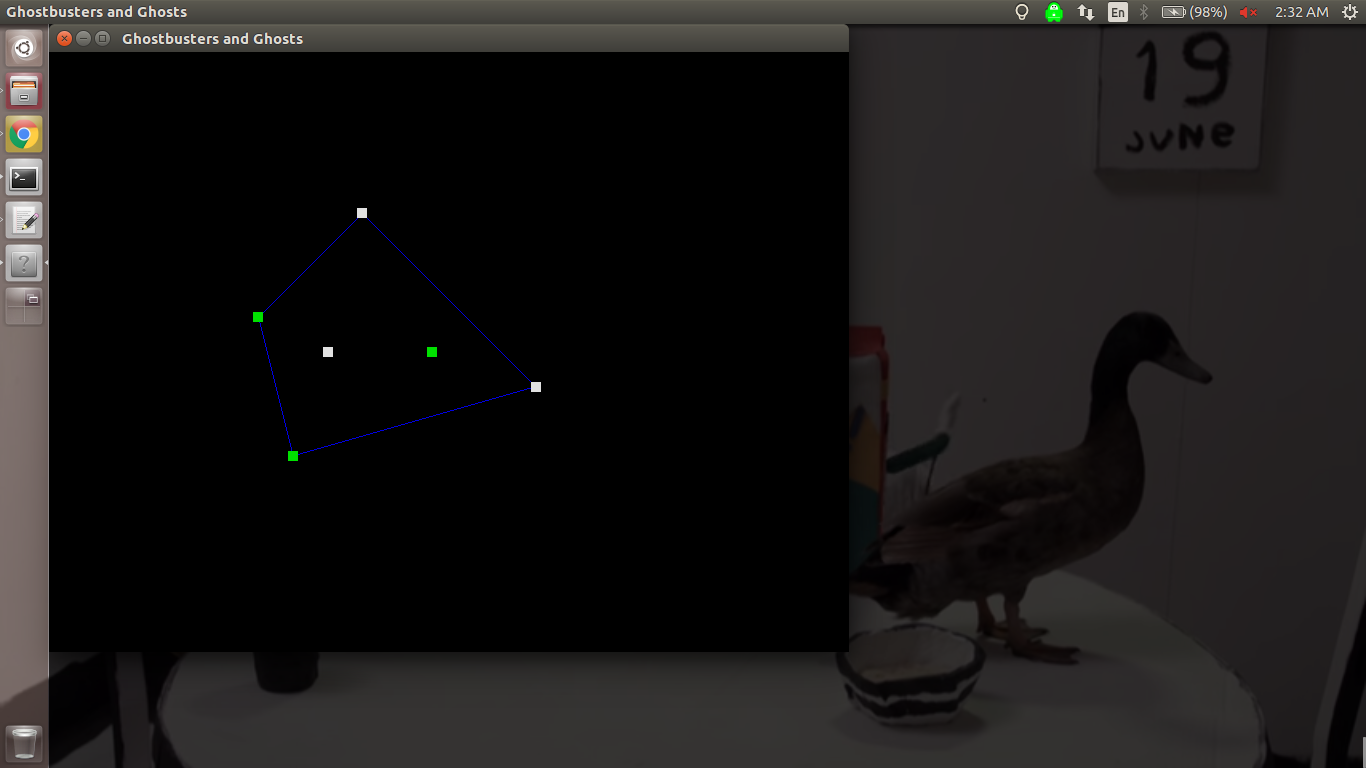 Ghostbusters and Ghosts
En
(98%)
2:32 AM
Ghostbusters and Ghosts
19
JUNE